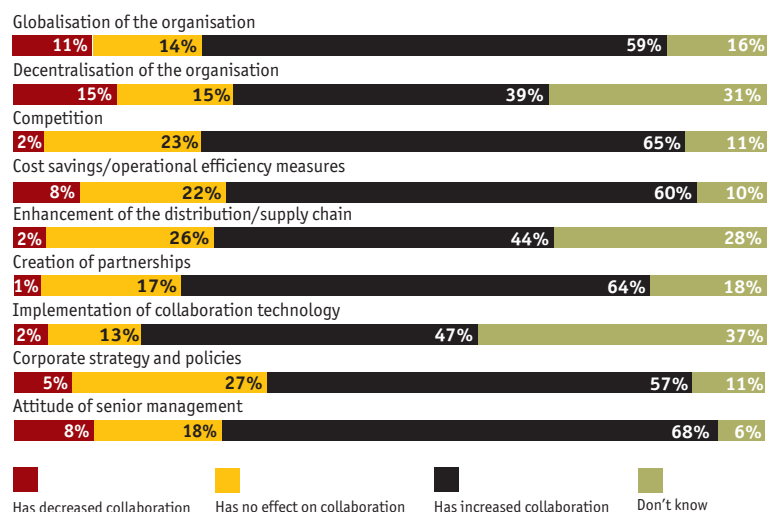 Globalisation of the organisation
11% 14% 59% 16%
Decentralisation of the organisation
15% 15% 39% 31%
Competition
2% 23% 65% 11%
Cost savings/operational efficiency measures
8% 22% 60% 10%
Enhancement of the distribution/supply chain
2% 26% 44% 28%
Creation of partnerships
1% 17% 64% 18%
Implementation of collaboration technology
2% 13% 47% 37%
Corporate strategy and policies
5% 27% 57% 11%
Attitude of senior management
8% 18% 68% 6%
Has decreased collaboration Has no effect on collaboration Has increased collaboration Don't know